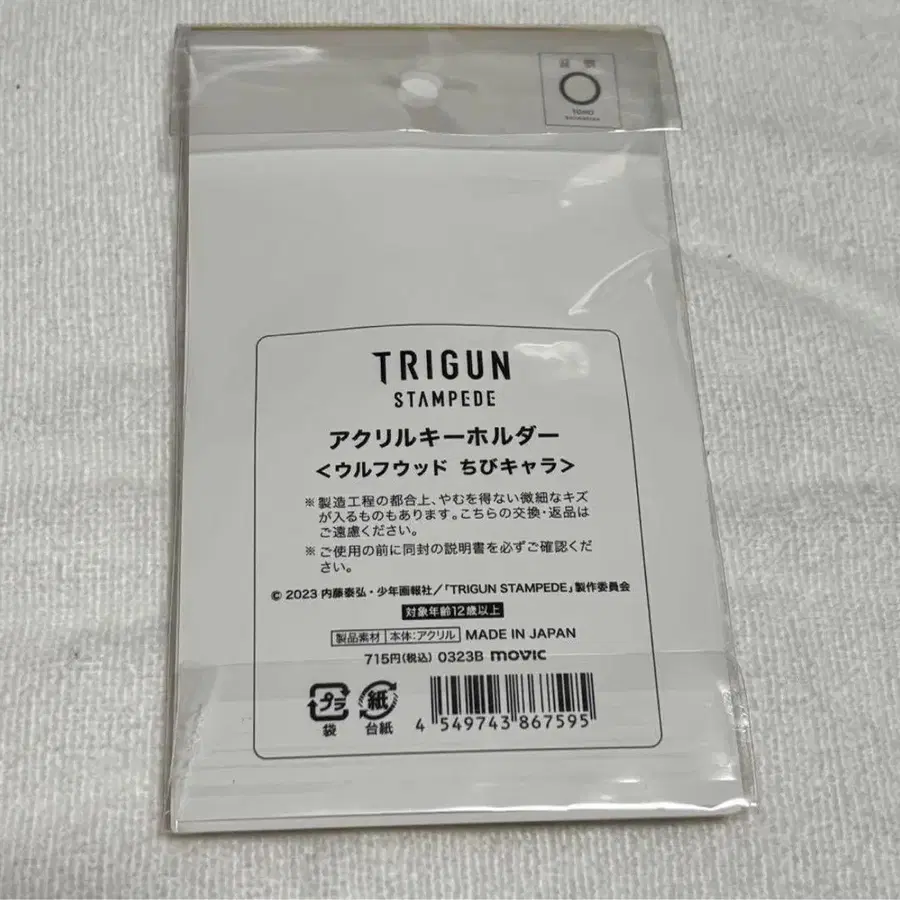 TOHO
TRIGUN
STAMPEDE
アクリルキーホルダー
<ウルフウッド ちびキャラ>
※製造工程の都合上、やむを得ない微細なキズ
が入るものもあります。こちらの交換・返品は
ご遠慮ください。
※ご使用の前に同封の説明書を必ずご確認くだ
さい。
© 2023 内藤泰弘・少年画報社/「TRIGUN STAMPEDE」製作委員会
対象年齢12歳以上
製品素材 本体:アクリル MADE IN JAPAN
715円(税込) 0323B movic
プラ 紙
袋 台紙
4 549743 867595